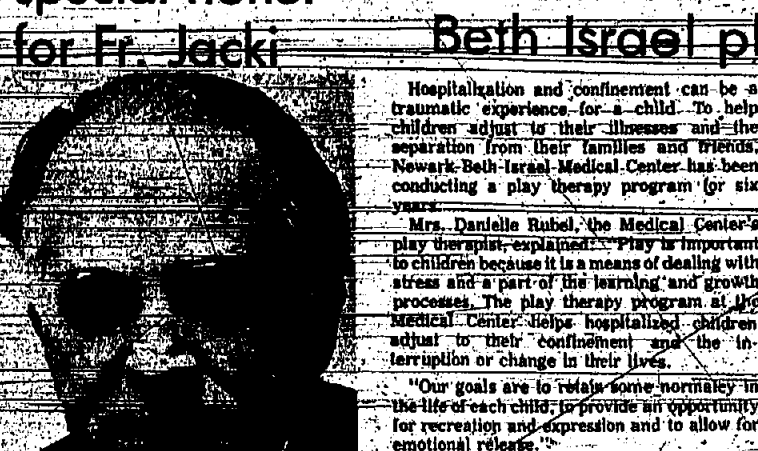 for Fr. Jacki
Beth Israel pl
Hospitalization and confinement can be a
traumatic experience for a child. To help
children adjust to their illnesses and the
separation from their families and friends,
Newark Beth Israel Medical Center has been
conducting a play therapy program for six
years.
Mrs. Danielle Rubel, the Medical Center's
play therapist, explained: "Play is important
to children because it is a means of dealing with
stress and a part of the learning and growth
processes. The play therapy program at the
Medical Center helps hospitalized children
adjust to their confinement and the in-
terruption or change in their lives.
"Our goals are to retain some normalcy in
the life of each child, to provide an opportunity
for recreation and expression and to allow for
emotional release."